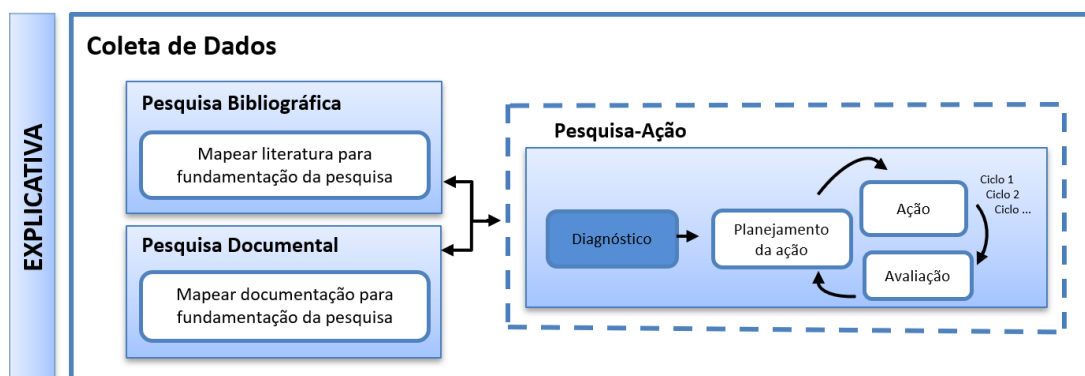 EXPLICATIVA
Coleta de Dados
Pesquisa Bibliográfica
Mapear literatura para
fundamentação da pesquisa
Pesquisa Documental
Mapear documentação para
fundamentação da pesquisa
Pesquisa-Ação
Diagnóstico
Planejamento
da ação
Ação
Avaliação
Ciclo 1
Ciclo 2
Ciclo ...